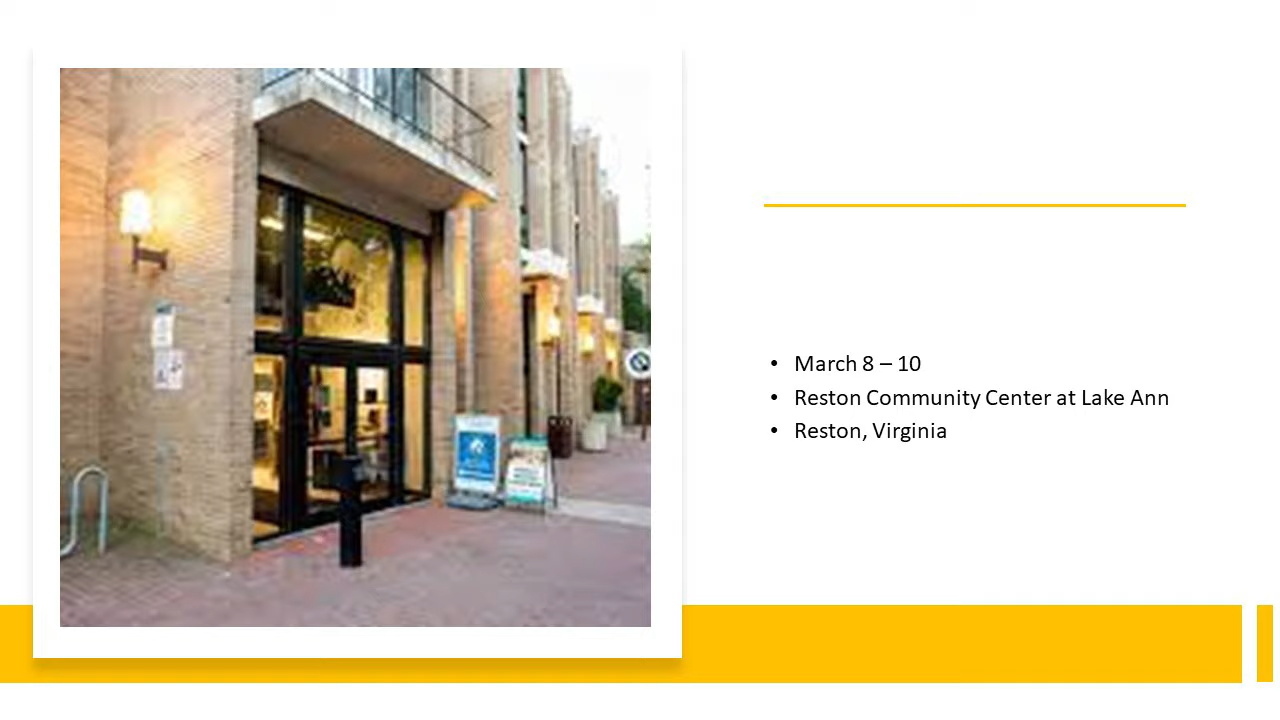 • March 8 – 10
• Reston Community Center at Lake Ann
• Reston, Virginia